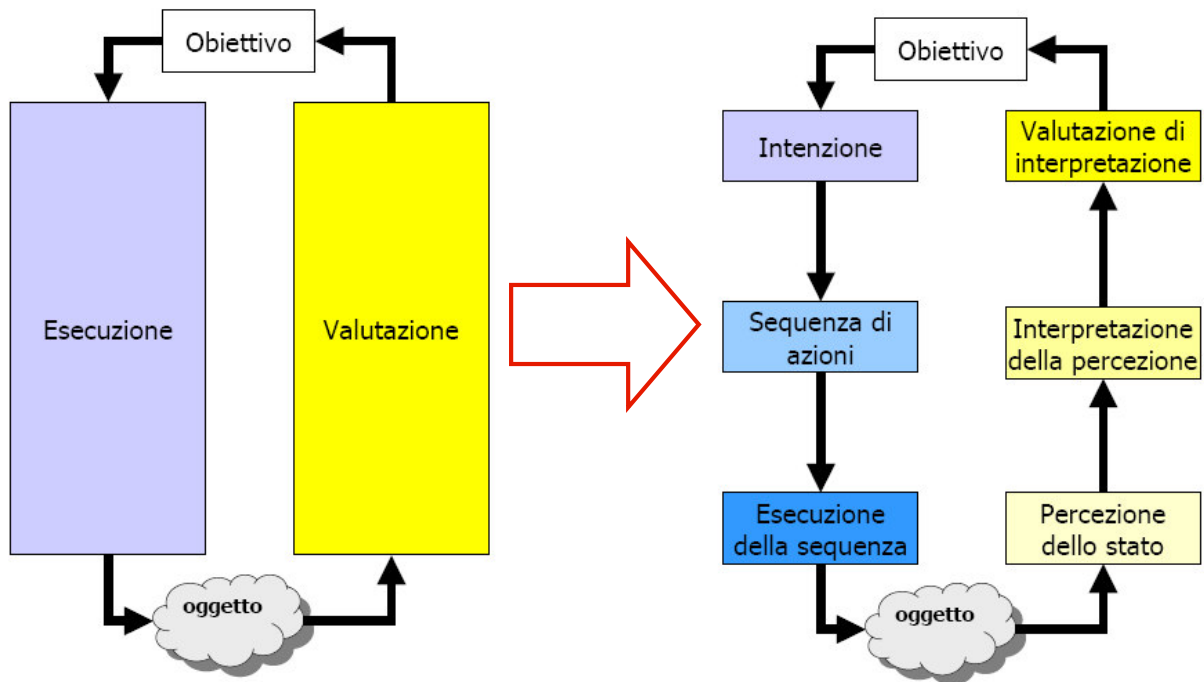 Obiettivo
Esecuzione
Valutazione
oggetto
Obiettivo
Intenzione
Sequenza di
azioni
Esecuzione
della sequenza
oggetto
Percezione
dello stato
Interpretazione
della percezione
Valutazione di
interpretazione